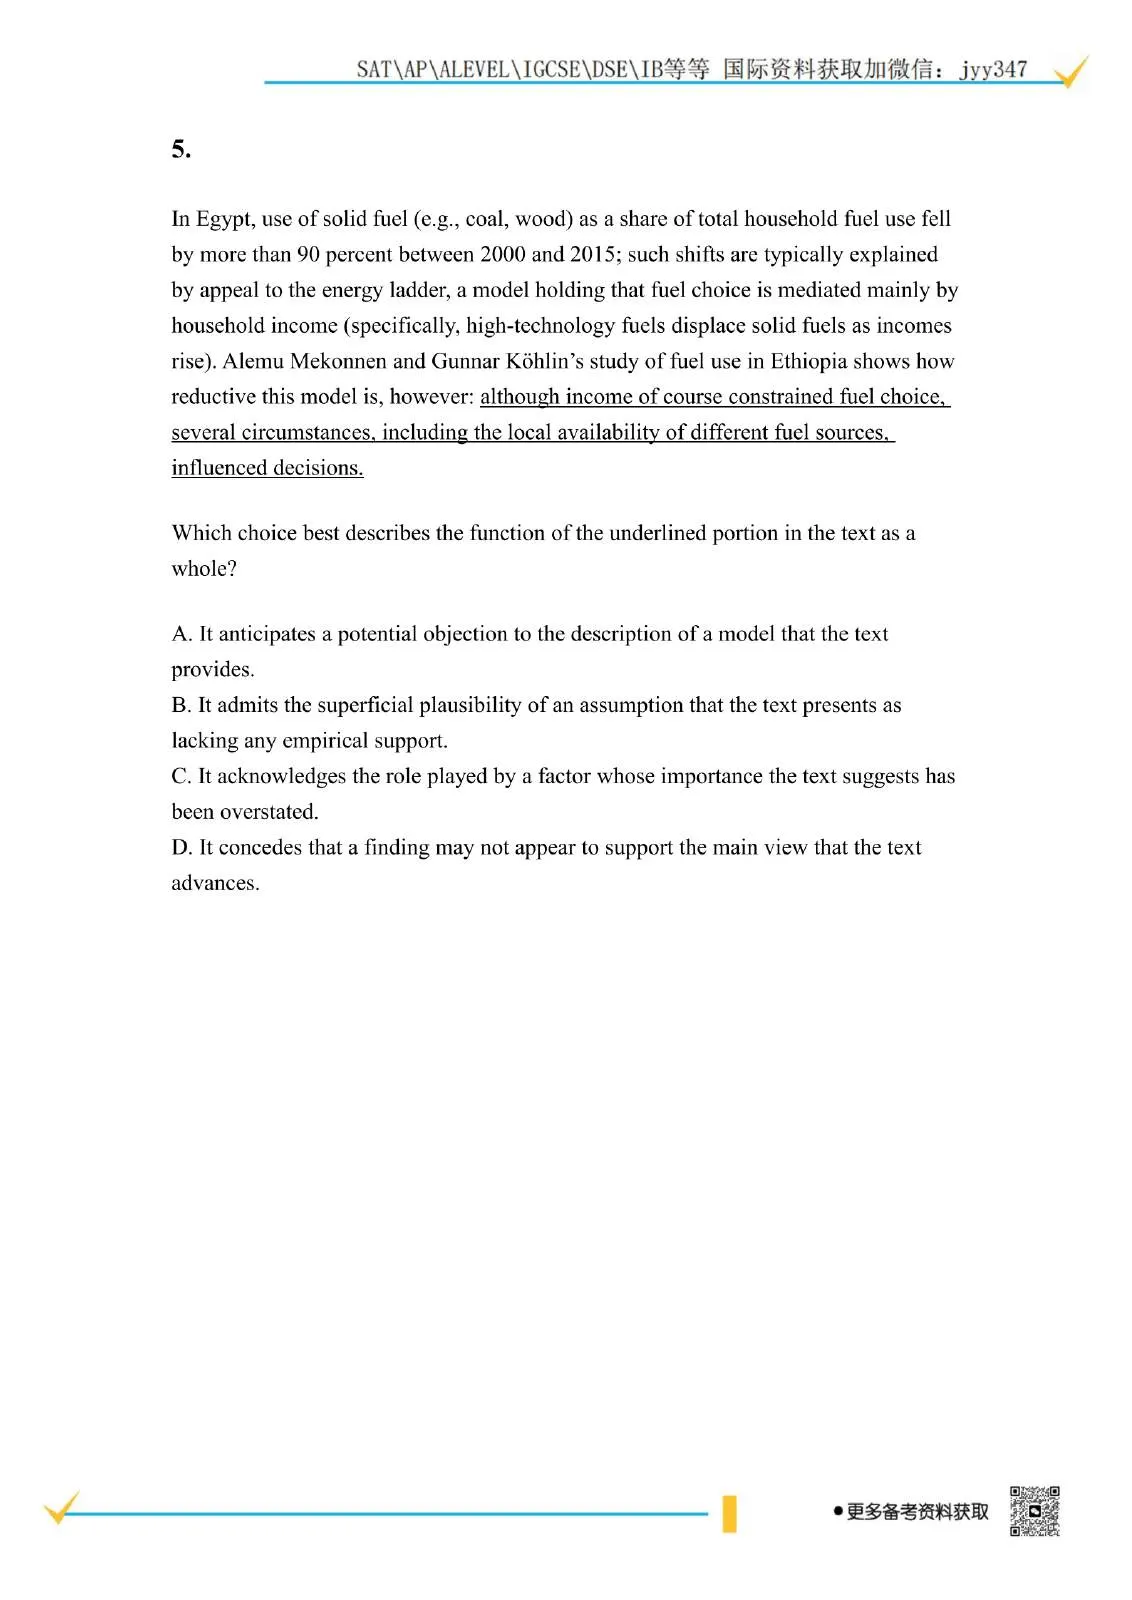 SAT\AP\ALEVEL\IGCSE\DSE\IB等等 国际资料获取加微信：jyy347
5.
In Egypt, use of solid fuel (e.g., coal, wood) as a share of total household fuel use fell
by more than 90 percent between 2000 and 2015; such shifts are typically explained
by appeal to the energy ladder, a model holding that fuel choice is mediated mainly by
household income (specifically, high-technology fuels displace solid fuels as incomes
rise). Alemu Mekonnen and Gunnar Köhlin’s study of fuel use in Ethiopia shows how
reductive this model is, however: although income of course constrained fuel choice,
several circumstances, including the local availability of different fuel sources,
influenced decisions.
Which choice best describes the function of the underlined portion in the text as a
whole?
A. It anticipates a potential objection to the description of a model that the text
provides.
B. It admits the superficial plausibility of an assumption that the text presents as
lacking any empirical support.
C. It acknowledges the role played by a factor whose importance the text suggests has
been overstated.
D. It concedes that a finding may not appear to support the main view that the text
advances.
●更多备考资料获取